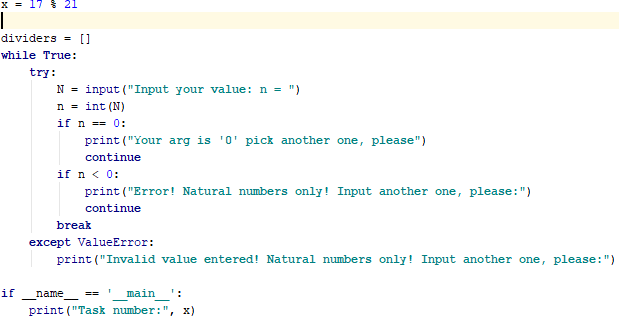 x = 17 % 21
dividers = []
while True:
try:
N = input("Input your value: n = ")
n = int(N)
if n == 0:
print("Your arg is '0' pick another one, please")
continue
if n < 0:
print("Error! Natural numbers only! Input another one, please:")
continue
break
except ValueError:
print("Invalid value entered! Natural numbers only! Input another one, please:")
if __name__ == '__main__':
print("Task number:", x)